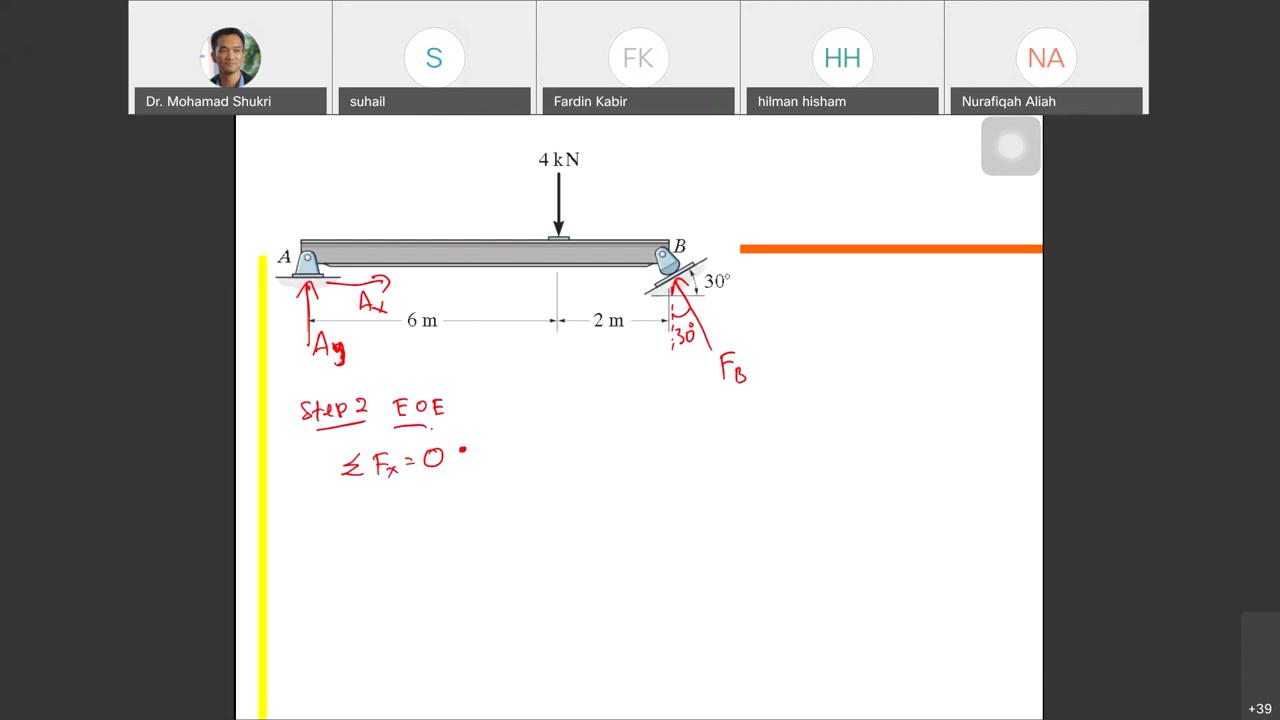 S
FK
HH
NA
Dr. Mohamad Shukri
suhail
Fardin Kabir
hilman hisham
Nurafiqah Aliah
4 kN
A
B
30°
Ax
6 m
2 m
30°
Ay
FB
Step 2 EOE
Σ Fx = 0
+39